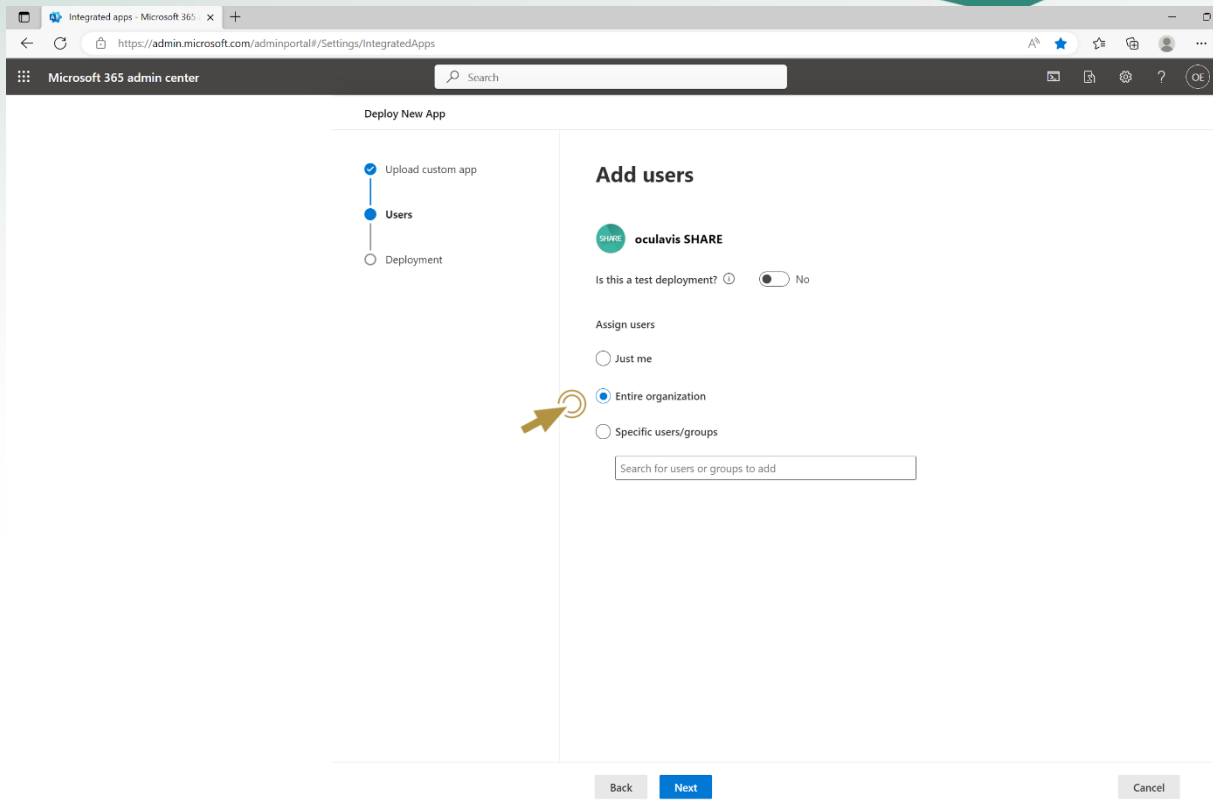 Integrated apps - Microsoft 365
https://admin.microsoft.com/adminportal#/Settings/IntegratedApps
Microsoft 365 admin center
Search
OE
Deploy New App
Upload custom app
Users
Deployment
Add users
SHARE
oculavis SHARE
Is this a test deployment?
No
Assign users
Just me
Entire organization
Specific users/groups
Search for users or groups to add
Back
Next
Cancel